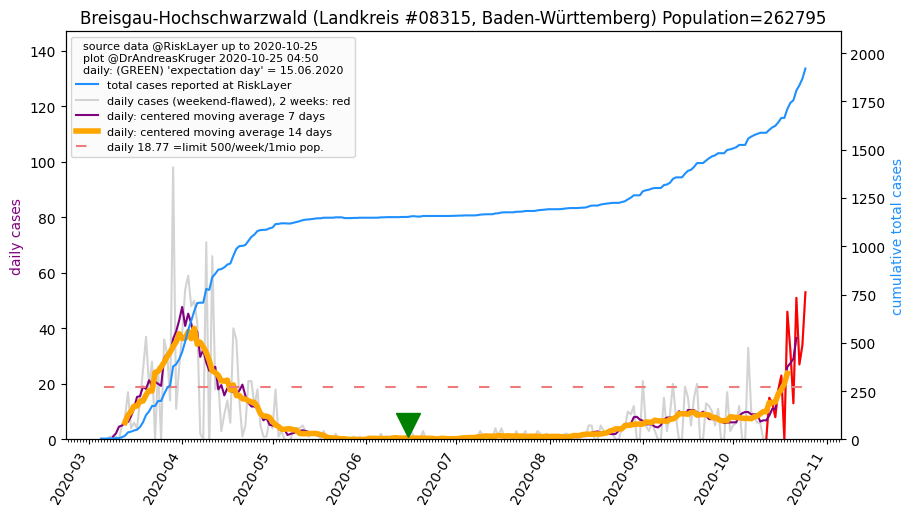 Breisgau-Hochschwarzwald (Landkreis #08315, Baden-Württemberg) Population=262795
source data @RiskLayer up to 2020-10-25
plot @DrAndreasKruger 2020-10-25 04:50
daily: (GREEN) 'expectation day' = 15.06.2020
total cases reported at RiskLayer
daily cases (weekend-flawed), 2 weeks: red
daily: centered moving average 7 days
daily: centered moving average 14 days
daily 18.77 =limit 500/week/1mio pop.
daily cases
140
120
100
80
60
40
20
0
cumulative total cases
2000
1750
1500
1250
1000
750
500
250
0
2020-03
2020-04
2020-05
2020-06
2020-07
2020-08
2020-09
2020-10
2020-11